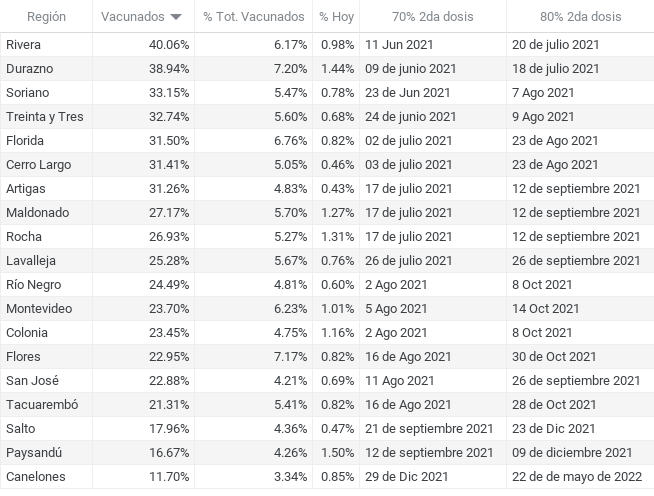 Región Vacunados % Tot. Vacunados % Hoy 70% 2da dosis 80% 2da dosis
Rivera 40.06% 6.17% 0.98% 11 Jun 2021 20 de julio 2021
Durazno 38.94% 7.20% 1.44% 09 de junio 2021 18 de julio 2021
Soriano 33.15% 5.47% 0.78% 23 de Jun 2021 7 Ago 2021
Treinta y Tres 32.74% 5.60% 0.68% 24 de junio 2021 9 Ago 2021
Florida 31.50% 6.76% 0.82% 02 de julio 2021 23 de Ago 2021
Cerro Largo 31.41% 5.05% 0.46% 03 de julio 2021 23 de Ago 2021
Artigas 31.26% 4.83% 0.43% 17 de julio 2021 12 de septiembre 2021
Maldonado 27.17% 5.70% 1.27% 17 de julio 2021 12 de septiembre 2021
Rocha 26.93% 5.27% 1.31% 17 de julio 2021 12 de septiembre 2021
Lavalleja 25.28% 5.67% 0.76% 26 de julio 2021 26 de septiembre 2021
Río Negro 24.49% 4.81% 0.60% 2 Ago 2021 8 Oct 2021
Montevideo 23.70% 6.23% 1.01% 5 Ago 2021 14 Oct 2021
Colonia 23.45% 4.75% 1.16% 2 Ago 2021 8 Oct 2021
Flores 22.95% 7.17% 0.82% 16 de Ago 2021 30 de Oct 2021
San José 22.88% 4.21% 0.69% 11 Ago 2021 26 de septiembre 2021
Tacuarembó 21.31% 5.41% 0.82% 16 de Ago 2021 28 de Oct 2021
Salto 17.96% 4.36% 0.47% 21 de septiembre 2021 23 de Dic 2021
Paysandú 16.67% 4.26% 1.50% 12 de septiembre 2021 09 de diciembre 2021
Canelones 11.70% 3.34% 0.85% 29 de Dic 2021 22 de de mayo de 2022